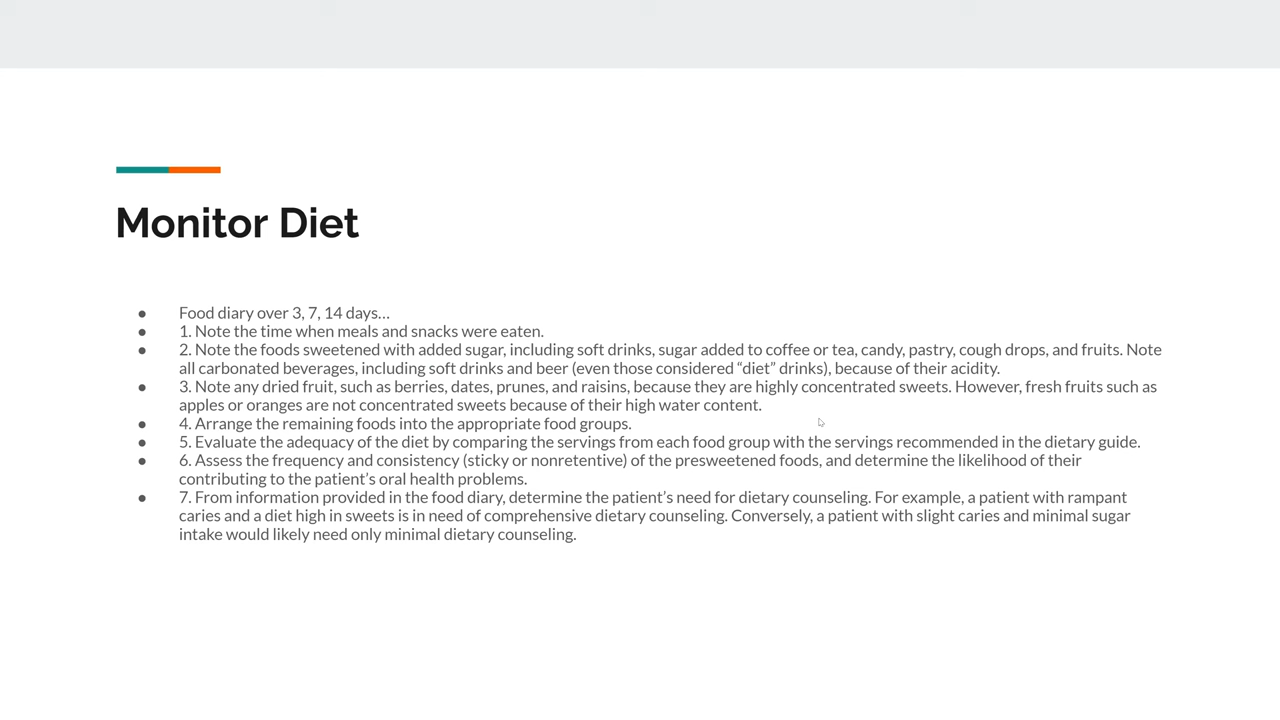 Monitor Diet
● Food diary over 3, 7, 14 days...
● 1. Note the time when meals and snacks were eaten.
● 2. Note the foods sweetened with added sugar, including soft drinks, sugar added to coffee or tea, candy, pastry, cough drops, and fruits. Note
all carbonated beverages, including soft drinks and beer (even those considered “diet” drinks), because of their acidity.
● 3. Note any dried fruit, such as berries, dates, prunes, and raisins, because they are highly concentrated sweets. However, fresh fruits such as
apples or oranges are not concentrated sweets because of their high water content.
● 4. Arrange the remaining foods into the appropriate food groups.
● 5. Evaluate the adequacy of the diet by comparing the servings from each food group with the servings recommended in the dietary guide.
● 6. Assess the frequency and consistency (sticky or nonretentive) of the presweetened foods, and determine the likelihood of their
contributing to the patient’s oral health problems.
● 7. From information provided in the food diary, determine the patient’s need for dietary counseling. For example, a patient with rampant
caries and a diet high in sweets is in need of comprehensive dietary counseling. Conversely, a patient with slight caries and minimal sugar
intake would likely need only minimal dietary counseling.